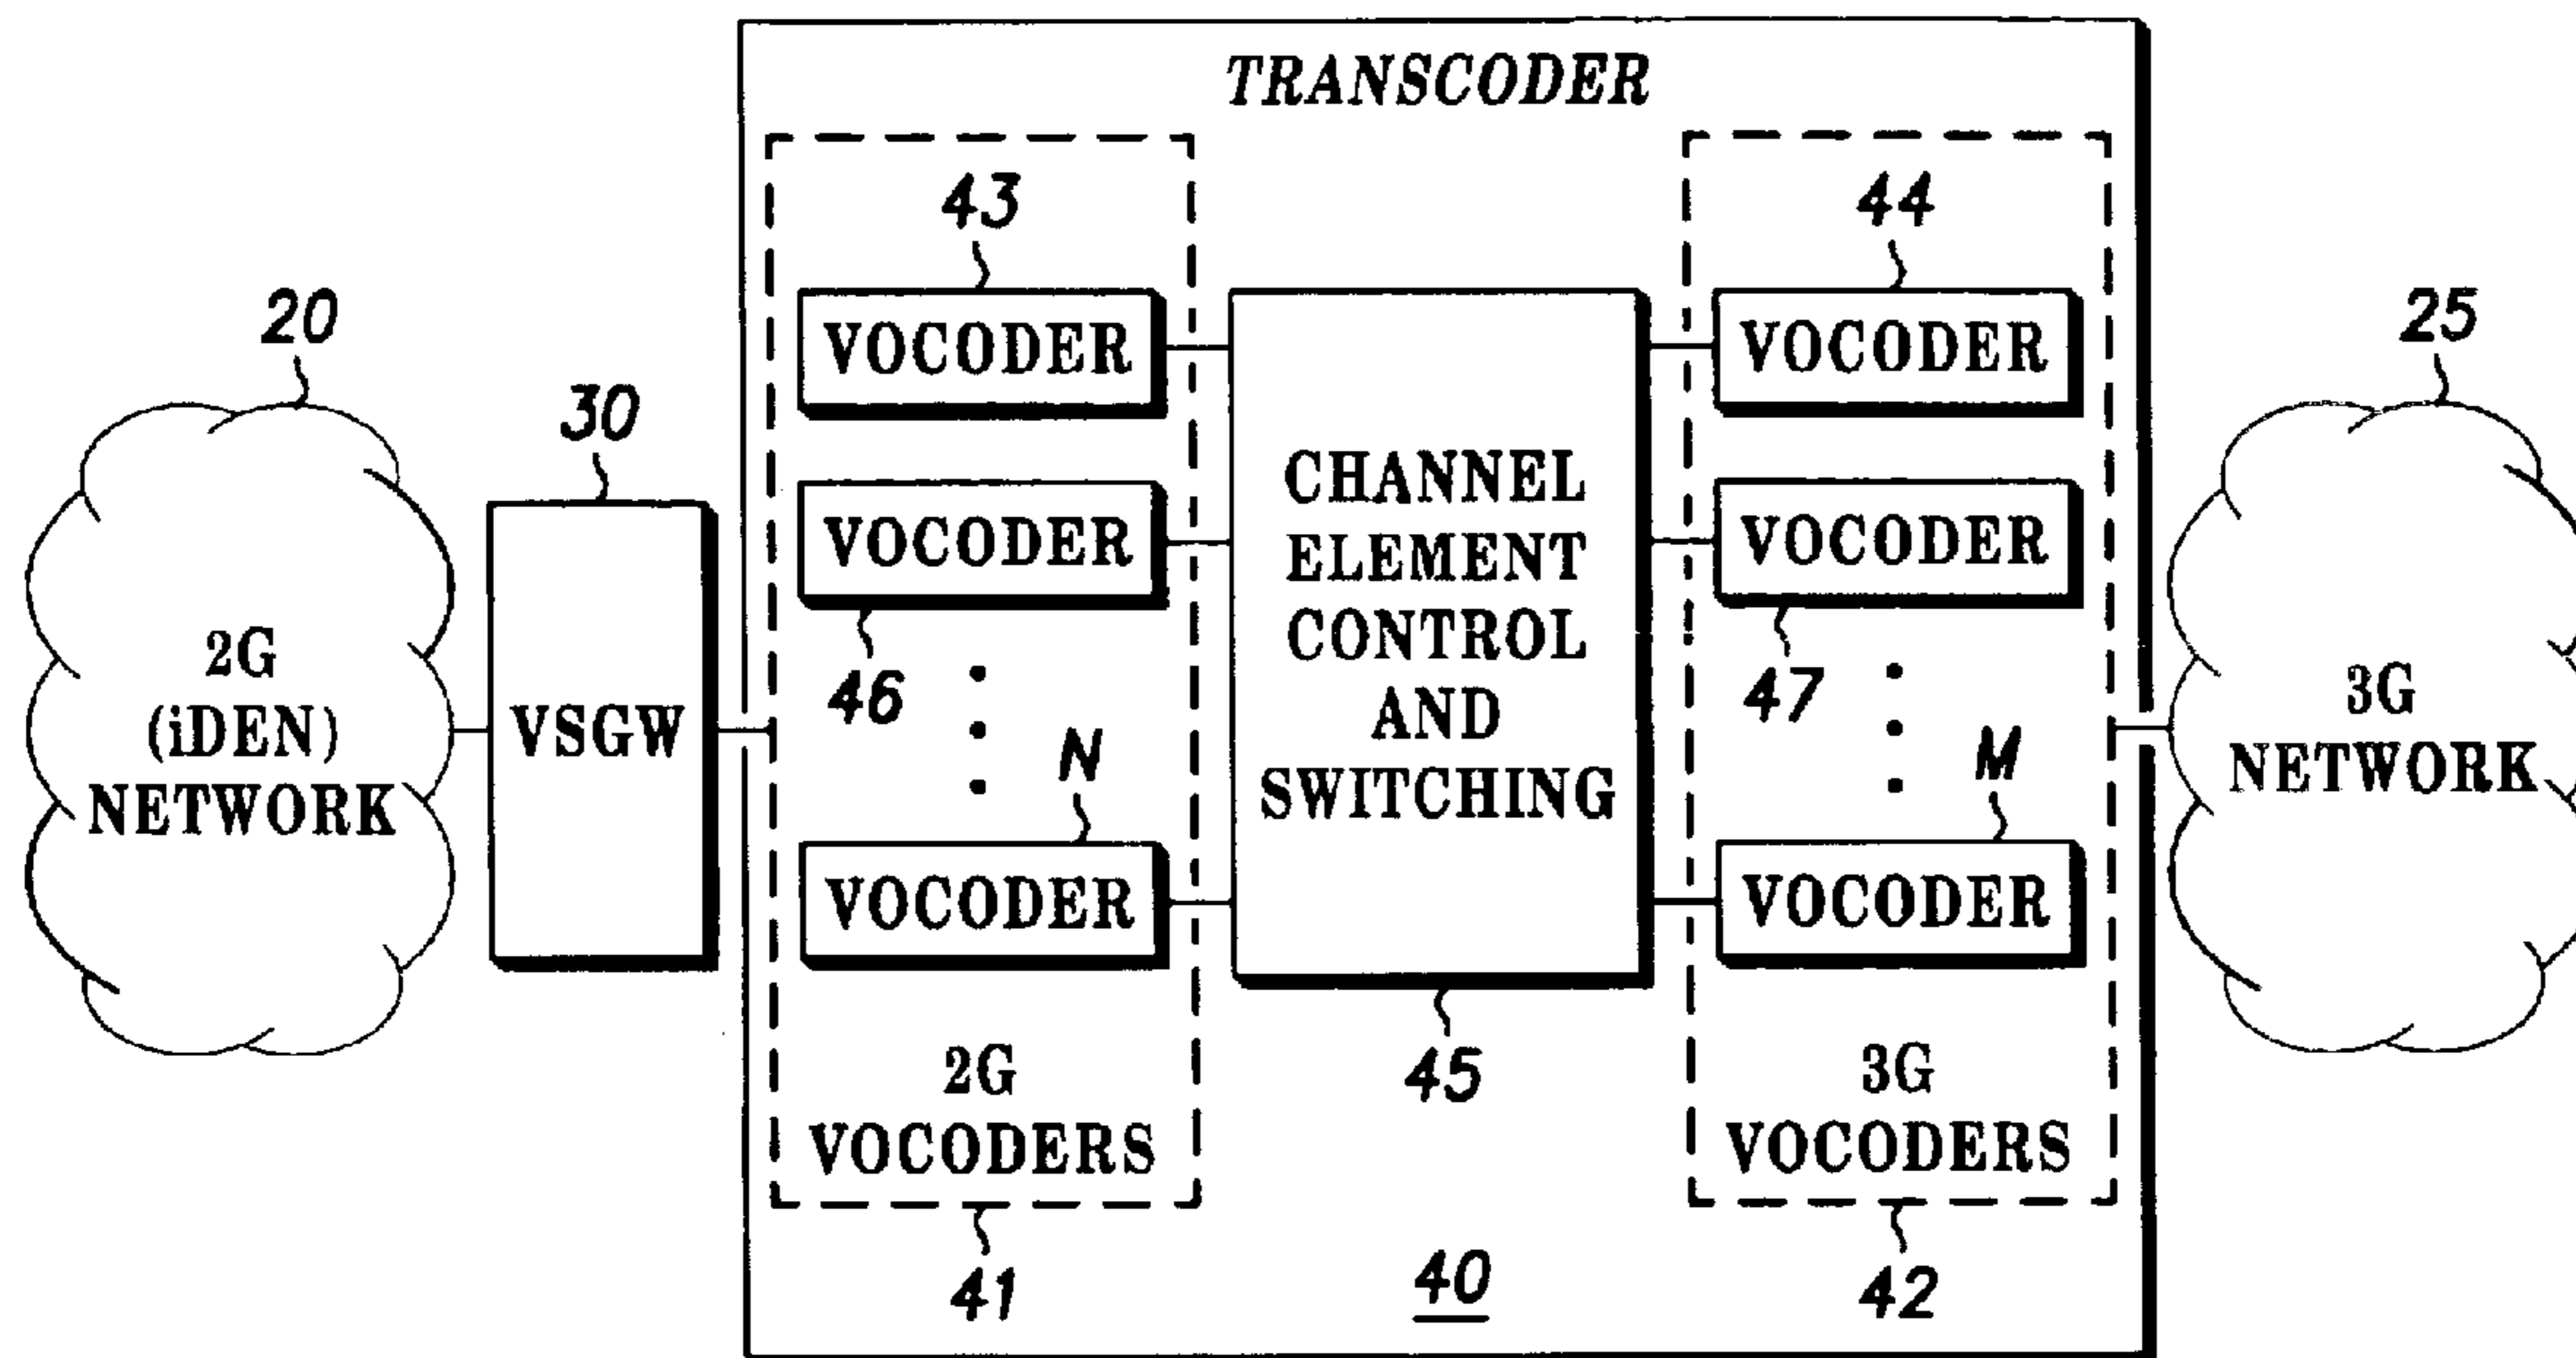 TRANSCODER
43
44
20
VOCODER
VOCODER
25
30
CHANNEL
ELEMENT
CONTROL
AND
SWITCHING
VOCODER
VOCODER
2G
(iDEN)
NETWORK
VSGW
46
47
3G
NETWORK
N
M
VOCODER
VOCODER
2G
VOCODERS
45
3G
VOCODERS
41
40
42